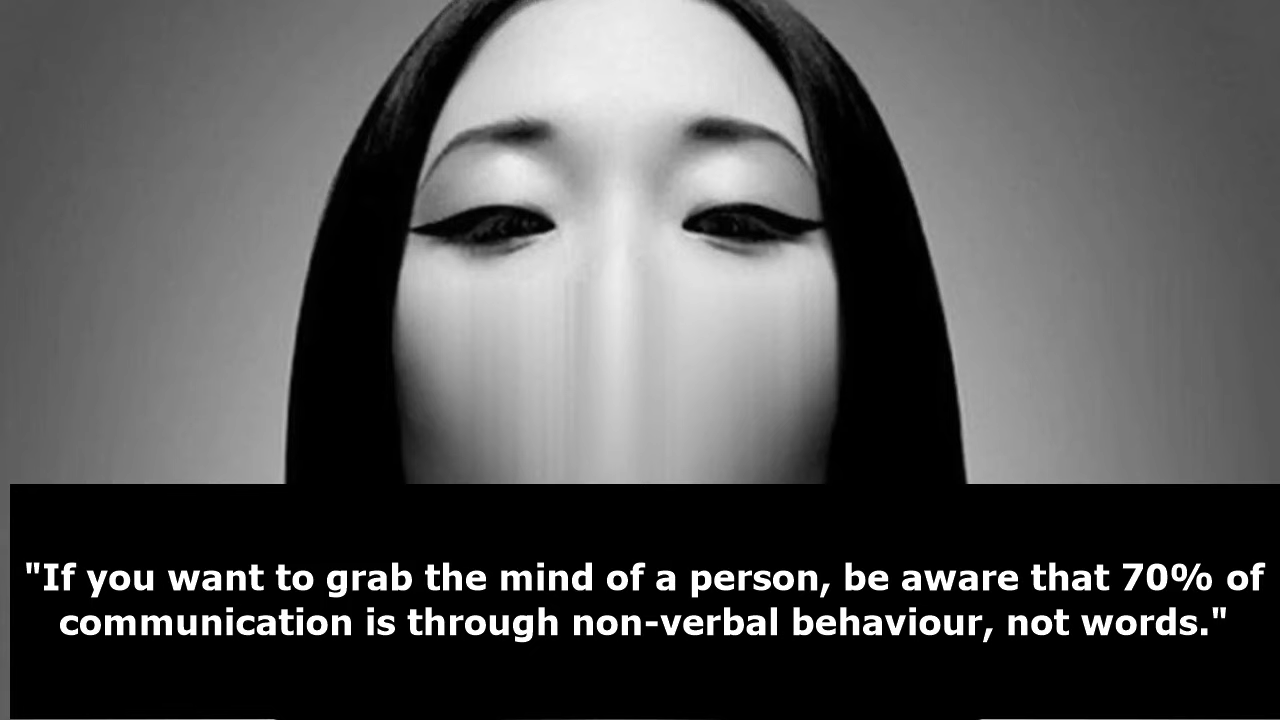 "If you want to grab the mind of a person, be aware that 70% of
communication is through non-verbal behaviour, not words."